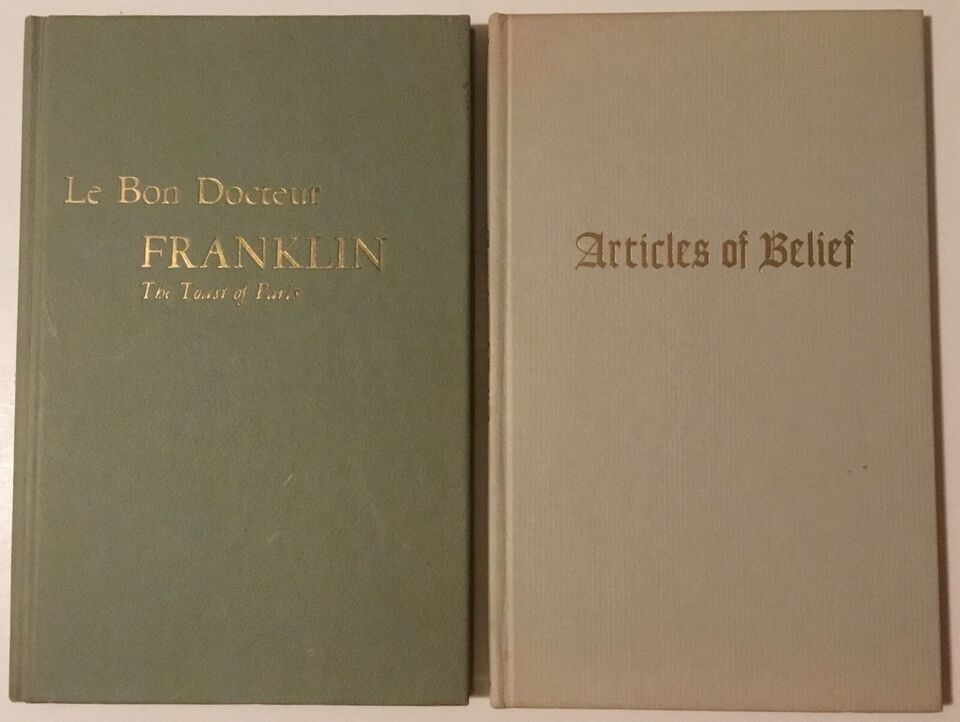 Le Bon Docteur
FRANKLIN
The Toast of Paris
Articles of Belief